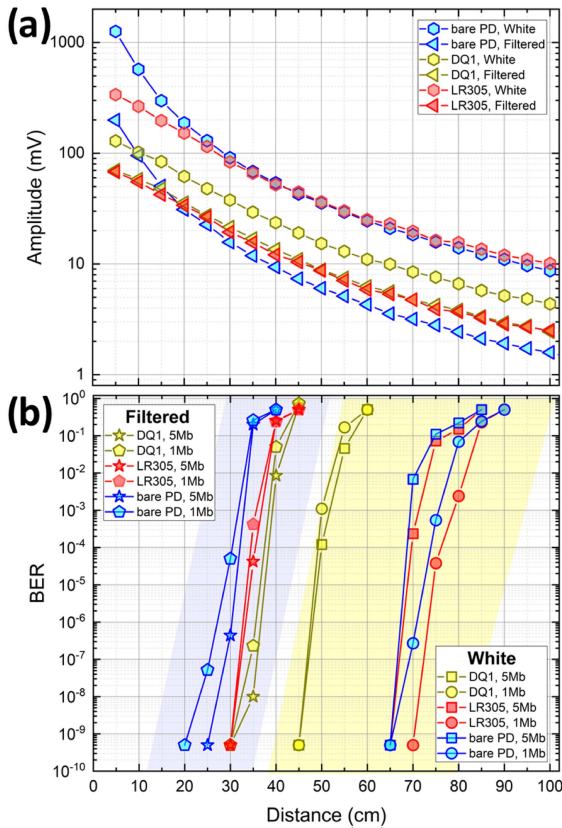 (a)
1000
100
10
1
Amplitude (mV)
bare PD, White
bare PD, Filtered
DQ1, White
DQ1, Filtered
LR305, White
LR305, Filtered
(b)
10^0
10^-1
10^-2
10^-3
10^-4
10^-5
10^-6
10^-7
10^-8
10^-9
10^-10
BER
Filtered
DQ1, 5Mb
DQ1, 1Mb
LR305, 5Mb
LR305, 1Mb
bare PD, 5Mb
bare PD, 1Mb
White
DQ1, 5Mb
DQ1, 1Mb
LR305, 5Mb
LR305, 1Mb
bare PD, 5Mb
bare PD, 1Mb
0 10 20 30 40 50 60 70 80 90 100
Distance (cm)